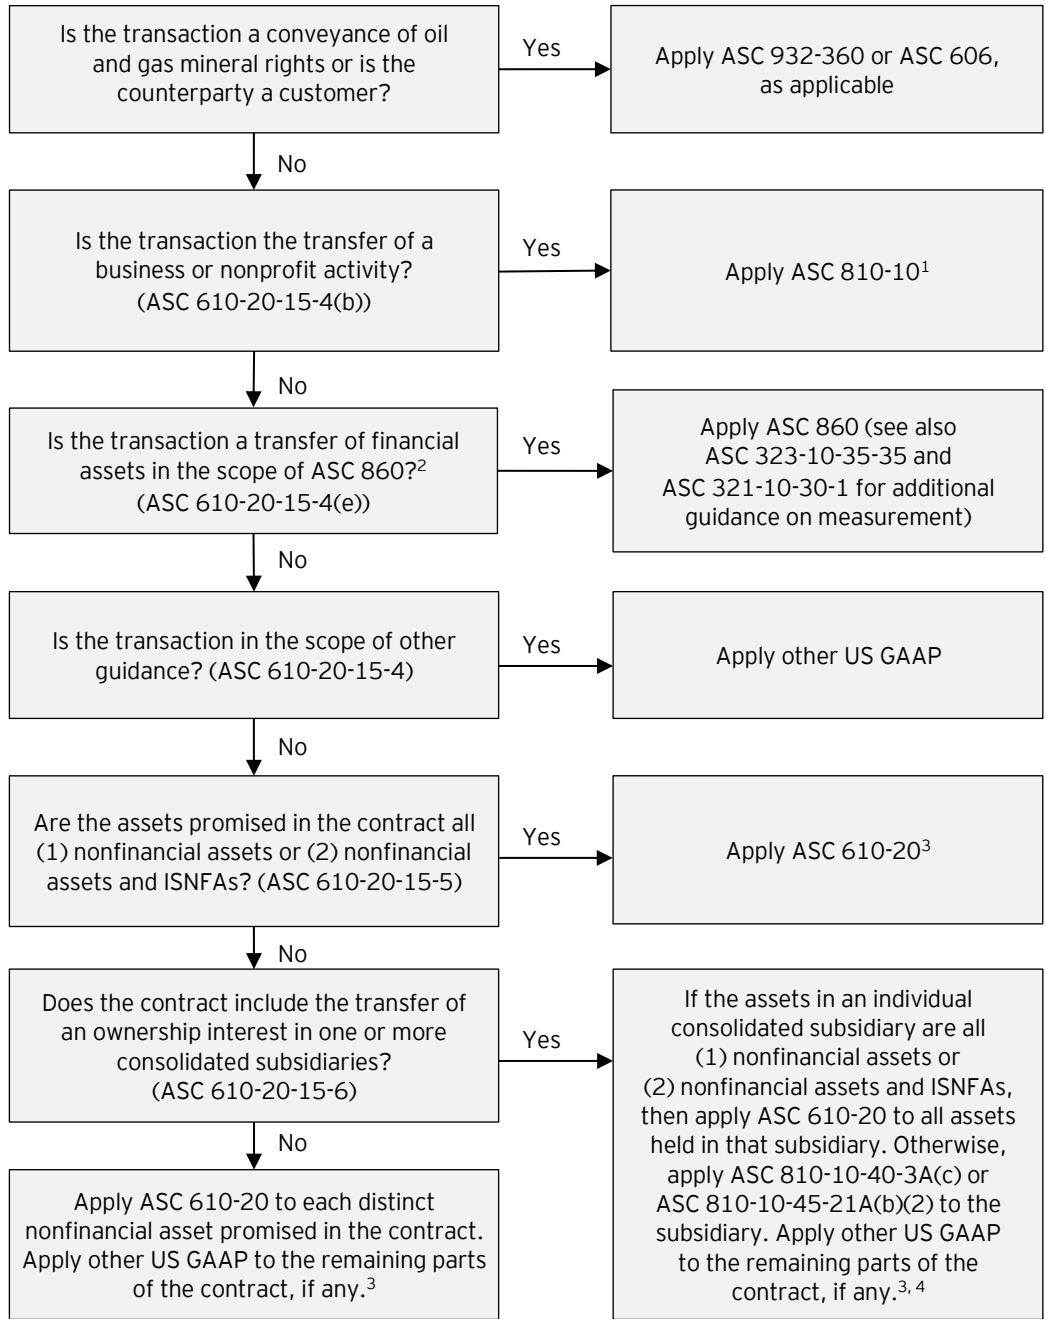 Is the transaction a conveyance of oil
and gas mineral rights or is the
counterparty a customer?
Yes
Apply ASC 932-360 or ASC 606,
as applicable
No
Is the transaction the transfer of a
business or nonprofit activity?
(ASC 610-20-15-4(b))
Yes
Apply ASC 810-10¹
No
Is the transaction a transfer of financial
assets in the scope of ASC 860?²
(ASC 610-20-15-4(e))
Yes
Apply ASC 860 (see also
ASC 323-10-35-35 and
ASC 321-10-30-1 for additional
guidance on measurement)
No
Is the transaction in the scope of other
guidance? (ASC 610-20-15-4)
Yes
Apply other US GAAP
No
Are the assets promised in the contract all
(1) nonfinancial assets or (2) nonfinancial
assets and ISNFAs? (ASC 610-20-15-5)
Yes
Apply ASC 610-20³
No
Does the contract include the transfer of
an ownership interest in one or more
consolidated subsidiaries?
(ASC 610-20-15-6)
Yes
If the assets in an individual
consolidated subsidiary are all
(1) nonfinancial assets or
(2) nonfinancial assets and ISNFAs,
then apply ASC 610-20 to all assets
held in that subsidiary. Otherwise,
apply ASC 810-10-40-3A(c) or
ASC 810-10-45-21A(b)(2) to the
subsidiary. Apply other US GAAP
to the remaining parts of the
contract, if any.³˒ ⁴
No
Apply ASC 610-20 to each distinct
nonfinancial asset promised in the contract.
Apply other US GAAP to the remaining parts
of the contract, if any.³